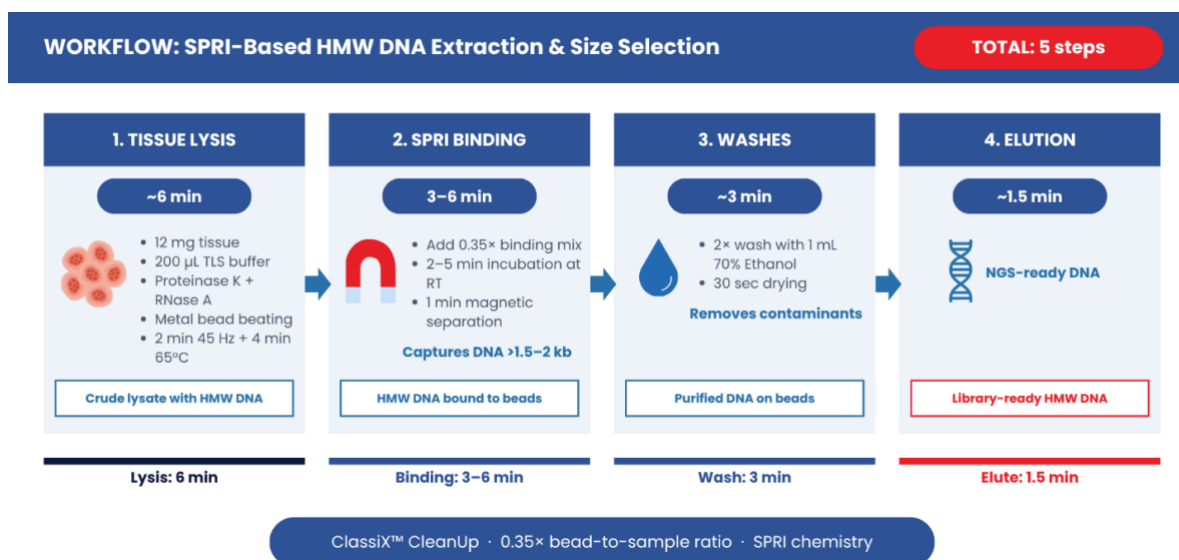 WORKFLOW: SPRI-Based HMW DNA Extraction & Size Selection
TOTAL: 5 steps
1. TISSUE LYSIS
~6 min
• 12 mg tissue
• 200 µL TLS buffer
• Proteinase K +
RNase A
• Metal bead beating
• 2 min 45 Hz + 4 min
65°C
Crude lysate with HMW DNA
Lysis: 6 min
2. SPRI BINDING
3–6 min
• Add 0.35× binding mix
• 2–5 min incubation at
RT
• 1 min magnetic
separation
Captures DNA >1.5–2 kb
HMW DNA bound to beads
Binding: 3–6 min
3. WASHES
~3 min
• 2× wash with 1 mL
70% Ethanol
• 30 sec drying
Removes contaminants
Purified DNA on beads
Wash: 3 min
4. ELUTION
~1.5 min
NGS-ready DNA
Library-ready HMW DNA
Elute: 1.5 min
ClassiX™ CleanUp · 0.35× bead-to-sample ratio · SPRI chemistry